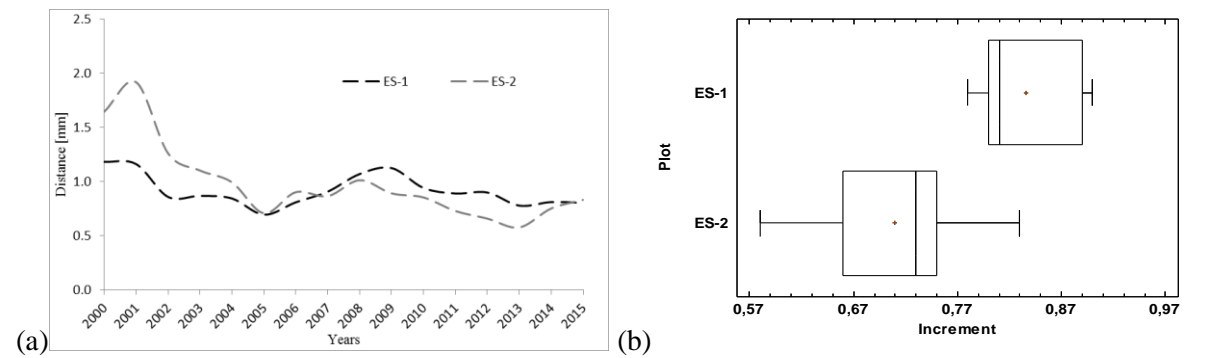 2.5
2.0
1.5
1.0
0.5
0.0
Distance [mm]
ES-1 ES-2
2000 2001 2002 2003 2004 2005 2006 2007 2008 2009 2010 2011 2012 2013 2014 2015
Years
(a)
Plot
ES-1
ES-2
0,57 0,67 0,77 0,87 0,97
Increment
(b)